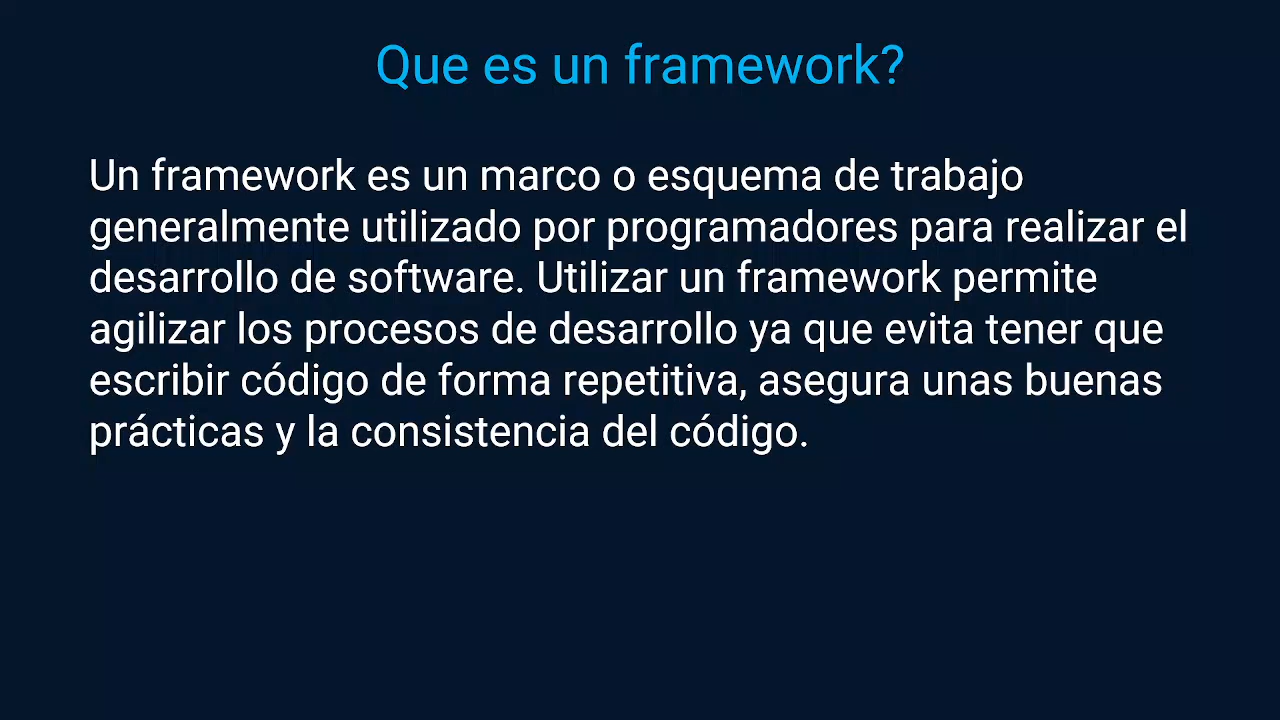 Que es un framework?
Un framework es un marco o esquema de trabajo
generalmente utilizado por programadores para realizar el
desarrollo de software. Utilizar un framework permite
agilizar los procesos de desarrollo ya que evita tener que
escribir código de forma repetitiva, asegura unas buenas
prácticas y la consistencia del código.